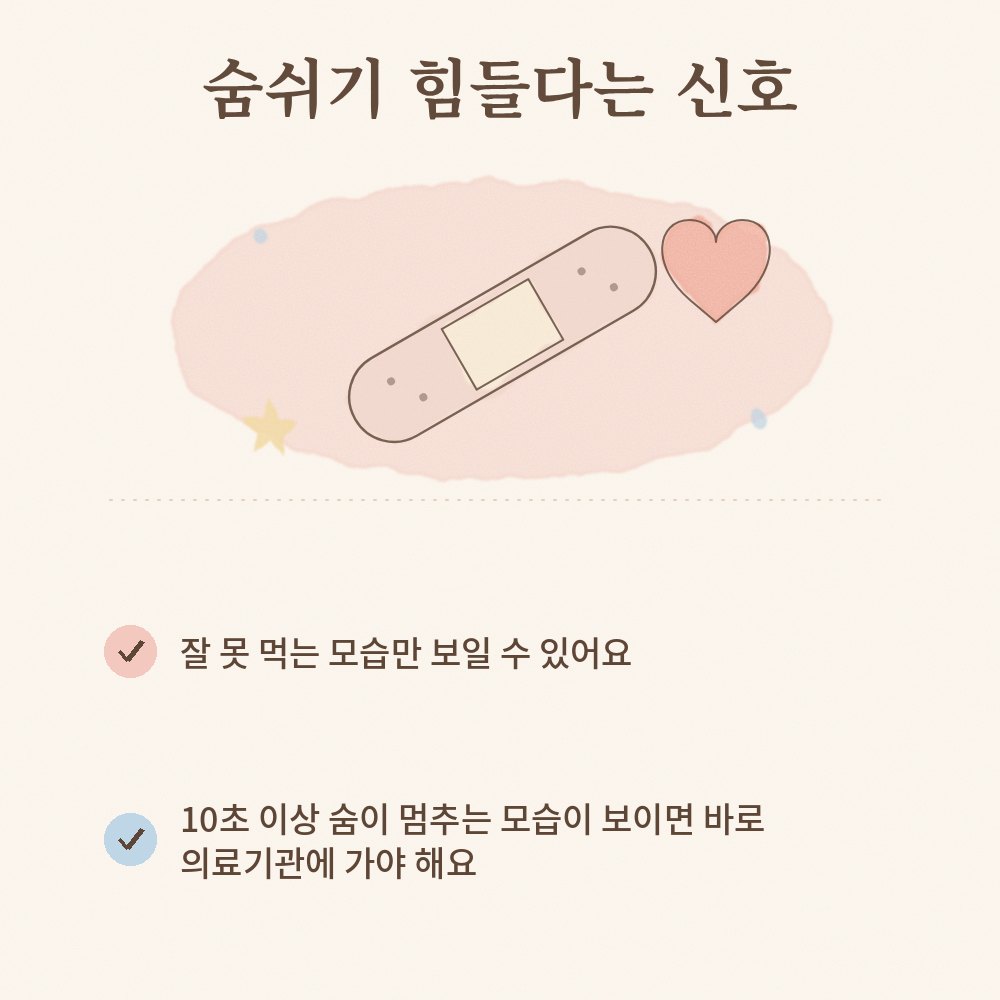 숨쉬기 힘들다는 신호
잘 못 먹는 모습만 보일 수 있어요
10초 이상 숨이 멈추는 모습이 보이면 바로
의료기관에 가야 해요